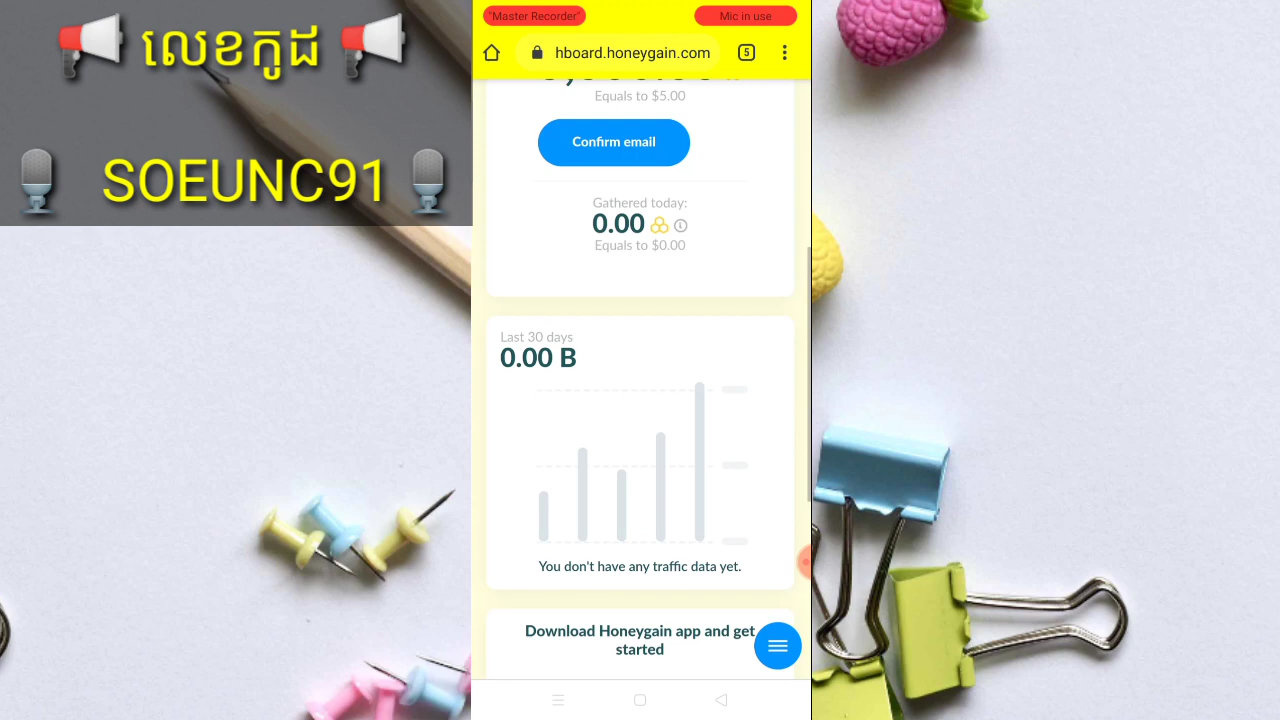 លេខកូដ
SOEUNC91
"Master Recorder"
Mic in use
hboard.honeygain.com
5
Equals to $5.00
Confirm email
Gathered today:
0.00
Equals to $0.00
Last 30 days
0.00 B
You don't have any traffic data yet.
Download Honeygain app and get
started